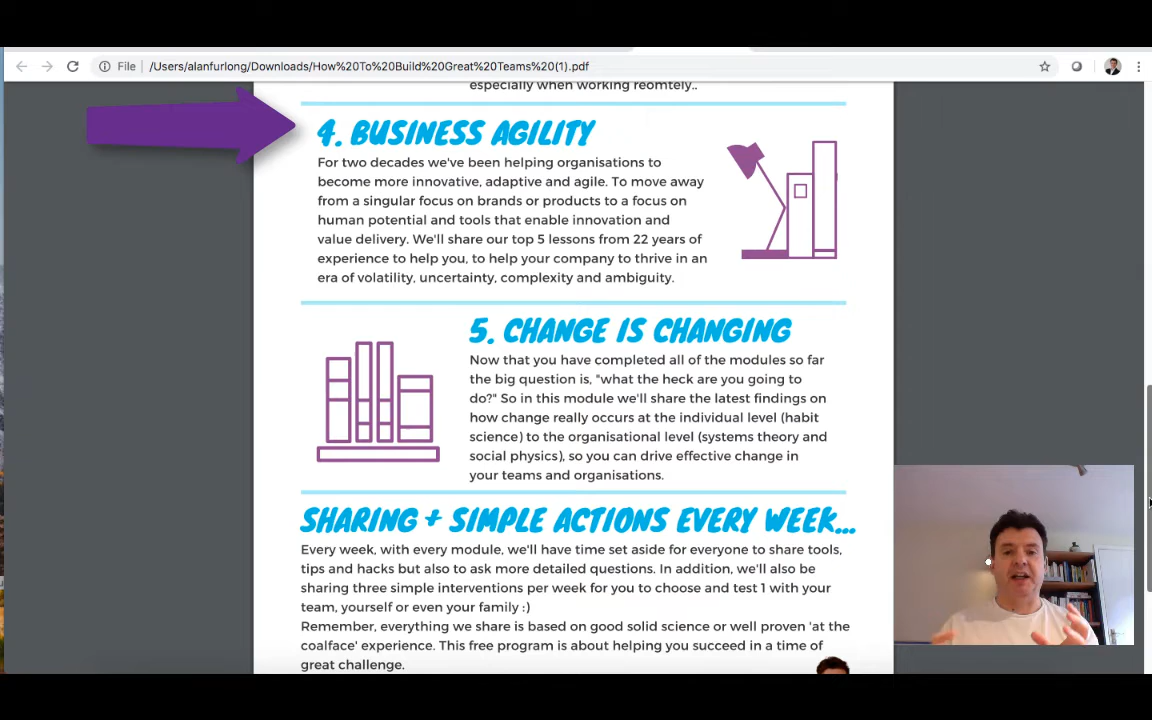 File
/Users/alanfurlong/Downloads/How%20To%20Build%20Great%20Teams%20(1).pdf
especially when working reomtely..
4. BUSINESS AGILITY
For two decades we've been helping organisations to
become more innovative, adaptive and agile. To move away
from a singular focus on brands or products to a focus on
human potential and tools that enable innovation and
value delivery. We'll share our top 5 lessons from 22 years of
experience to help you, to help your company to thrive in an
era of volatility, uncertainty, complexity and ambiguity.
5. CHANGE IS CHANGING
Now that you have completed all of the modules so far
the big question is, "what the heck are you going to
do?" So in this module we'll share the latest findings on
how change really occurs at the individual level (habit
science) to the organisational level (systems theory and
social physics), so you can drive effective change in
your teams and organisations.
SHARING + SIMPLE ACTIONS EVERY WEEK...
Every week, with every module, we'll have time set aside for everyone to share tools,
tips and hacks but also to ask more detailed questions. In addition, we'll also be
sharing three simple interventions per week for you to choose and test 1 with your
team, yourself or even your family :)
Remember, everything we share is based on good solid science or well proven 'at the
coalface' experience. This free program is about helping you succeed in a time of
great challenge.